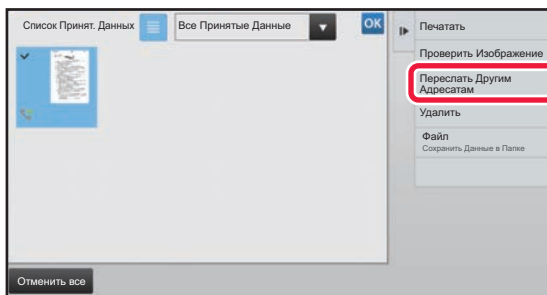 Список Принят. Данных
Все Принятые Данные
OK
Печатать
Проверить Изображение
Переслать Другим
Адресатам
Удалить
Файл
Сохранить Данные в Папке
Отменить все